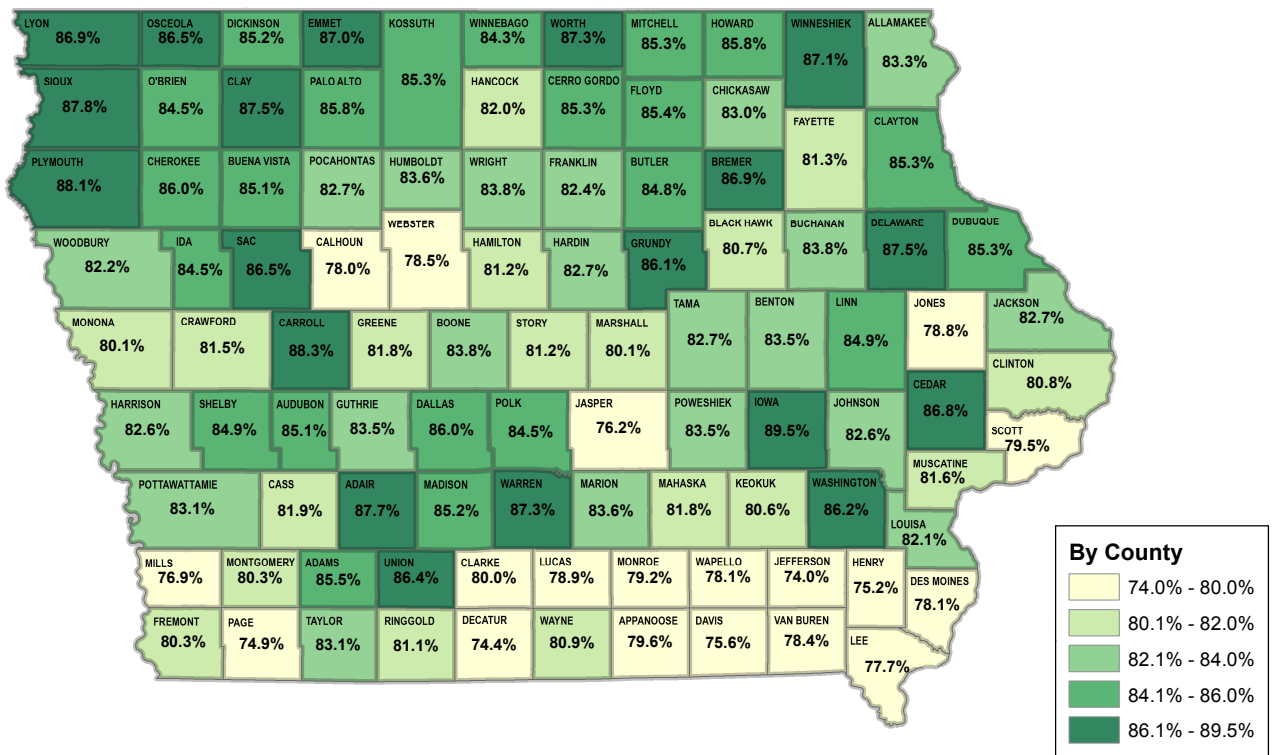 LYON
86.9%
OSCEOLA
86.5%
DICKINSON
85.2%
EMMET
87.0%
KOSSUTH
85.3%
WINNEBAGO
84.3%
WORTH
87.3%
MITCHELL
85.3%
HOWARD
85.8%
WINNESHIEK
87.1%
ALLAMAKEE
83.3%
SIOUX
87.8%
O'BRIEN
84.5%
CLAY
87.5%
PALO ALTO
85.8%
HANCOCK
82.0%
CERRO GORDO
85.3%
FLOYD
85.4%
CHICKASAW
83.0%
FAYETTE
81.3%
CLAYTON
85.3%
PLYMOUTH
88.1%
CHEROKEE
86.0%
BUENA VISTA
85.1%
POCAHONTAS
82.7%
HUMBOLDT
83.6%
WRIGHT
83.8%
FRANKLIN
82.4%
BUTLER
84.8%
BREMER
86.9%
WOODBURY
82.2%
IDA
84.5%
SAC
86.5%
CALHOUN
78.0%
WEBSTER
78.5%
HAMILTON
81.2%
HARDIN
82.7%
GRUNDY
86.1%
BLACK HAWK
80.7%
BUCHANAN
83.8%
DELAWARE
87.5%
DUBUQUE
85.3%
MONONA
80.1%
CRAWFORD
81.5%
CARROLL
88.3%
GREENE
81.8%
BOONE
83.8%
STORY
81.2%
MARSHALL
80.1%
TAMA
82.7%
BENTON
83.5%
LINN
84.9%
JONES
78.8%
JACKSON
82.7%
CLINTON
80.8%
HARRISON
82.6%
SHELBY
84.9%
AUDUBON
85.1%
GUTHRIE
83.5%
DALLAS
86.0%
POLK
84.5%
JASPER
76.2%
POWESHIEK
83.5%
IOWA
89.5%
JOHNSON
82.6%
CEDAR
86.8%
SCOTT
79.5%
MUSCATINE
81.6%
POTTAWATTAMIE
83.1%
CASS
81.9%
ADAIR
87.7%
MADISON
85.2%
WARREN
87.3%
MARION
83.6%
MAHASKA
81.8%
KEOKUK
80.6%
WASHINGTON
86.2%
LOUISA
82.1%
MILLS
76.9%
MONTGOMERY
80.3%
ADAMS
85.5%
UNION
86.4%
CLARKE
80.0%
LUCAS
78.9%
MONROE
79.2%
WAPELLO
78.1%
JEFFERSON
74.0%
HENRY
75.2%
DES MOINES
78.1%
FREMONT
80.3%
PAGE
74.9%
TAYLOR
83.1%
RINGGOLD
81.1%
DECATUR
74.4%
WAYNE
80.9%
APPANOOSE
79.6%
DAVIS
75.6%
VAN BUREN
78.4%
LEE
77.7%
By County
74.0% - 80.0%
80.1% - 82.0%
82.1% - 84.0%
84.1% - 86.0%
86.1% - 89.5%